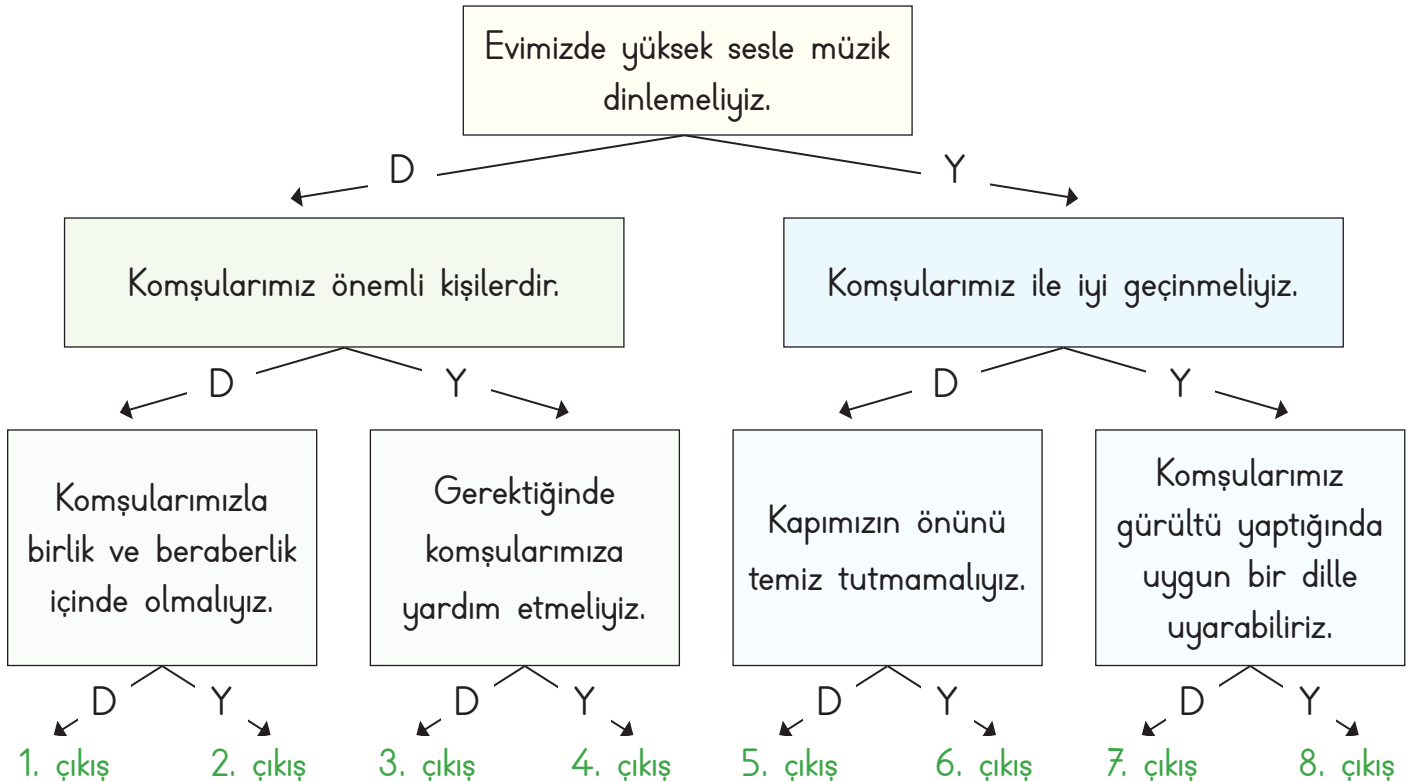 Evimizde yüksek sesle müzik
dinlemeliyiz.
D
Y
Komşularımız önemli kişilerdir.
Komşularımız ile iyi geçinmeliyiz.
D
Y
D
Y
Komşularımızla
birlik ve beraberlik
içinde olmalıyız.
Gerektiğinde
komşularımıza
yardım etmeliyiz.
Kapımızın önünü
temiz tutmamalıyız.
Komşularımız
gürültü yaptığında
uygun bir dille
uyarabiliriz.
D
Y
D
Y
D
Y
D
Y
1. çıkış
2. çıkış
3. çıkış
4. çıkış
5. çıkış
6. çıkış
7. çıkış
8. çıkış